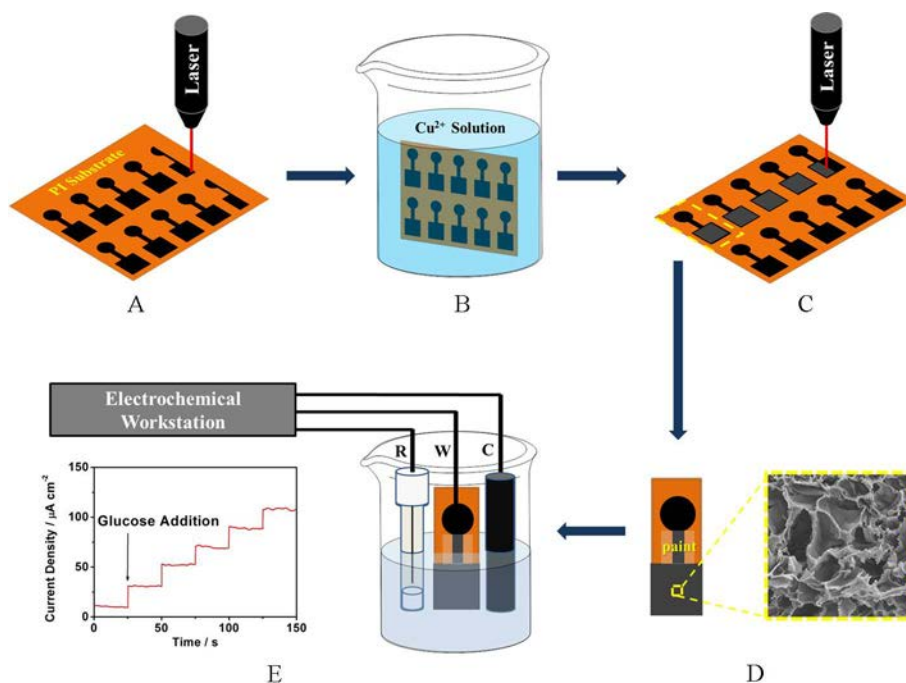 Laser
PI Substrate
A
Cu²⁺ Solution
B
Laser
C
Electrochemical
Workstation
R
W
C
150
100
50
0
Current Density / μA cm⁻²
Glucose Addition
0
50
100
150
Time / s
E
paint
D